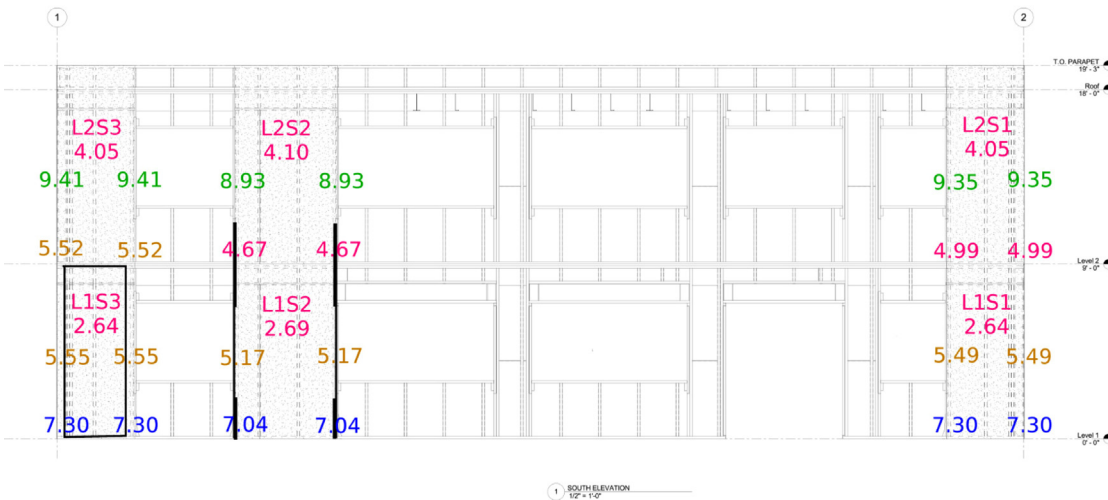 1 2
T.O. PARAPET
19' - 3"
Roof
18' - 0"
L2S3 L2S2 L2S1
4.05 4.10 4.05
9.41 9.41 8.93 8.93 9.35 9.35
5.52 5.52 4.67 4.67 4.99 4.99
Level 2
9' - 0"
L1S3 L1S2 L1S1
2.64 2.69 2.64
5.55 5.55 5.17 5.17 5.49 5.49
7.30 7.30 7.04 7.04 7.30 7.30
Level 1
0' - 0"
1 SOUTH ELEVATION
1/2" = 1'-0"